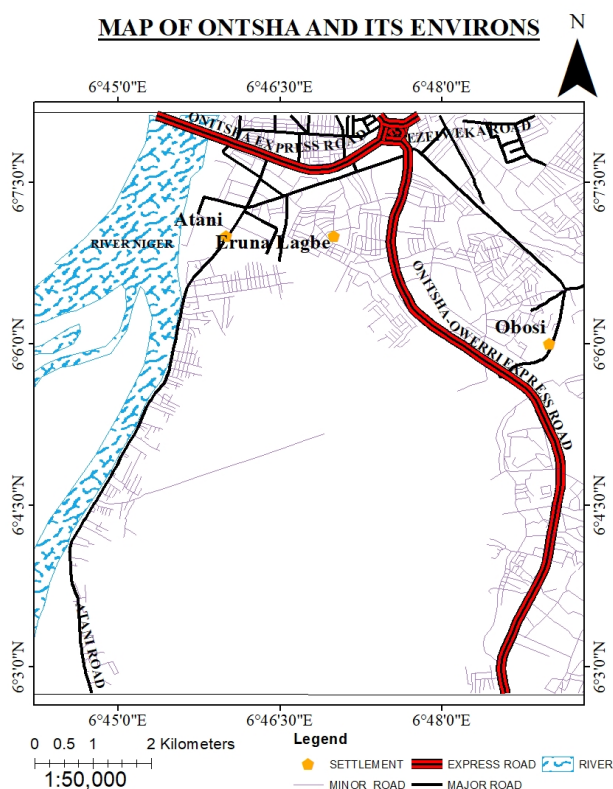 MAP OF ONTSHA AND ITS ENVIRONS
N
6°45'0"E 6°46'30"E 6°48'0"E
ONITSHA EXPRESS ROAD
EZEIWEKA ROAD
6°7'30"N 6°7'30"N
Atani
RIVER NIGER
Eruna Lagbe
ONITSHA OWERRI EXPRESS ROAD
Obosi
6°6'0"N 6°6'0"N
6°4'30"N 6°4'30"N
ATANI ROAD
6°3'0"N 6°3'0"N
6°45'0"E 6°46'30"E 6°48'0"E
0 0.5 1 2 Kilometers
1:50,000
Legend
SETTLEMENT EXPRESS ROAD RIVER
MINOR ROAD MAJOR ROAD